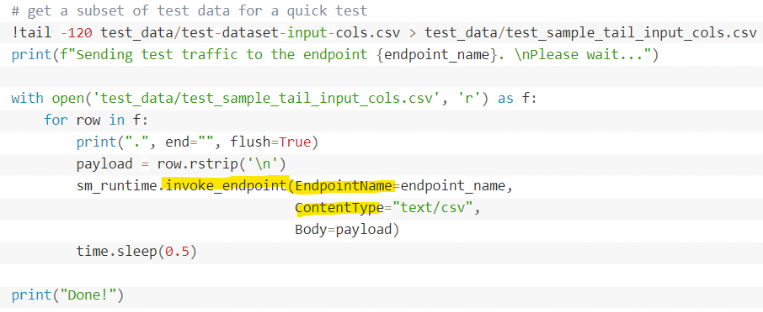 # get a subset of test data for a quick test
!tail -120 test_data/test-dataset-input-cols.csv > test_data/test_sample_tail_input_cols.csv
print(f"Sending test traffic to the endpoint {endpoint_name}. \nPlease wait...")

with open('test_data/test_sample_tail_input_cols.csv', 'r') as f:
    for row in f:
        print(".", end="", flush=True)
        payload = row.rstrip('\n')
        sm_runtime.invoke_endpoint(EndpointName=endpoint_name,
                                   ContentType="text/csv",
                                   Body=payload)
        time.sleep(0.5)

print("Done!")